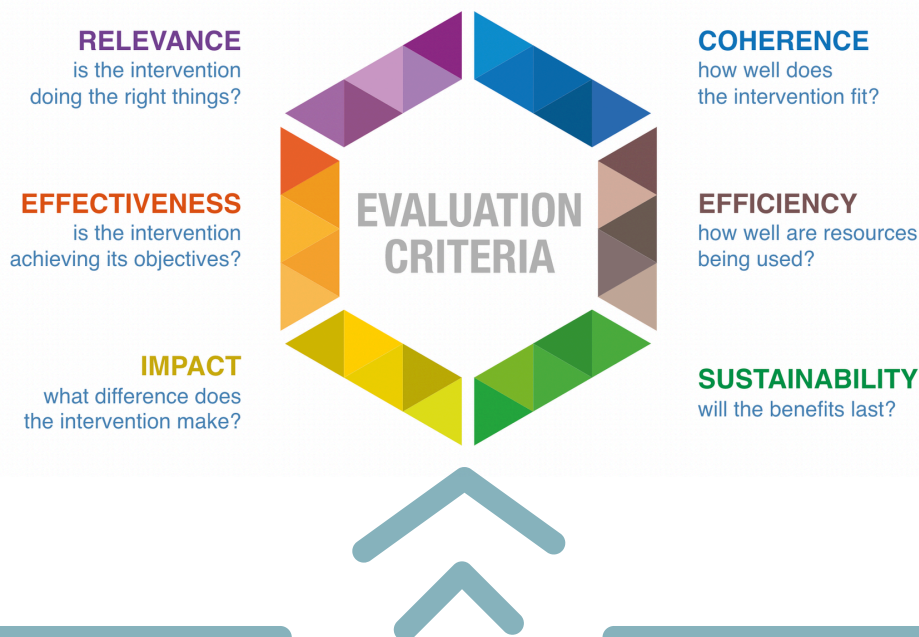 RELEVANCE
is the intervention
doing the right things?
COHERENCE
how well does
the intervention fit?
EFFECTIVENESS
is the intervention
achieving its objectives?
EVALUATION
CRITERIA
EFFICIENCY
how well are resources
being used?
IMPACT
what difference does
the intervention make?
SUSTAINABILITY
will the benefits last?